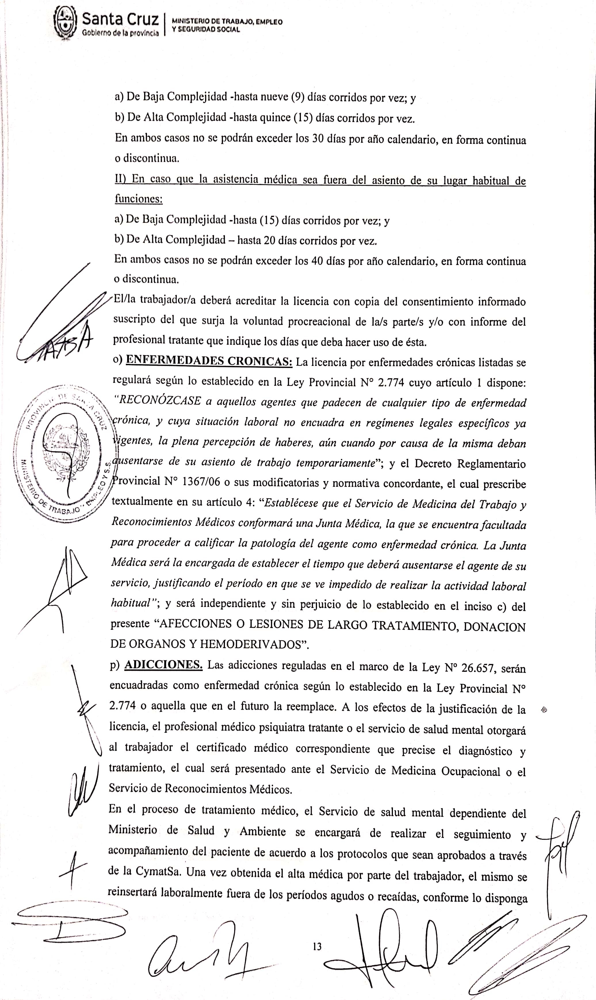 Santa Cruz
Gobierno de la provincia
MINISTERIO DE TRABAJO, EMPLEO
Y SEGURIDAD SOCIAL
a) De Baja Complejidad -hasta nueve (9) días corridos por vez; y
b) De Alta Complejidad -hasta quince (15) días corridos por vez.
En ambos casos no se podrán exceder los 30 días por año calendario, en forma continua
o discontinua.
II) En caso que la asistencia médica sea fuera del asiento de su lugar habitual de
funciones:
a) De Baja Complejidad -hasta (15) días corridos por vez; y
b) De Alta Complejidad – hasta 20 días corridos por vez.
En ambos casos no se podrán exceder los 40 días por año calendario, en forma continua
o discontinua.
El/la trabajador/a deberá acreditar la licencia con copia del consentimiento informado
suscripto del que surja la voluntad procreacional de la/s parte/s y/o con informe del
profesional tratante que indique los días que deba hacer uso de ésta.
o) ENFERMEDADES CRONICAS: La licencia por enfermedades crónicas listadas se
regulará según lo establecido en la Ley Provincial N° 2.774 cuyo artículo 1 dispone:
“RECONÓZCASE a aquellos agentes que padecen de cualquier tipo de enfermedad
crónica, y cuya situación laboral no encuadra en regímenes legales específicos ya
vigentes, la plena percepción de haberes, aún cuando por causa de la misma deban
ausentarse de su asiento de trabajo temporariamente”; y el Decreto Reglamentario
Provincial N° 1367/06 o sus modificatorias y normativa concordante, el cual prescribe
textualmente en su artículo 4: “Establécese que el Servicio de Medicina del Trabajo y
Reconocimientos Médicos conformará una Junta Médica, la que se encuentra facultada
para proceder a calificar la patología del agente como enfermedad crónica. La Junta
Médica será la encargada de establecer el tiempo que deberá ausentarse el agente de su
servicio, justificando el período en que se ve impedido de realizar la actividad laboral
habitual”; y será independiente y sin perjuicio de lo establecido en el inciso c) del
presente “AFECCIONES O LESIONES DE LARGO TRATAMIENTO, DONACION
DE ORGANOS Y HEMODERIVADOS”.
p) ADICCIONES. Las adicciones reguladas en el marco de la Ley Nº 26.657, serán
encuadradas como enfermedad crónica según lo establecido en la Ley Provincial Nº
2.774 o aquella que en el futuro la reemplace. A los efectos de la justificación de la
licencia, el profesional médico psiquiatra tratante o el servicio de salud mental otorgará
al trabajador el certificado médico correspondiente que precise el diagnóstico y
tratamiento, el cual será presentado ante el Servicio de Medicina Ocupacional o el
Servicio de Reconocimientos Médicos.
En el proceso de tratamiento médico, el Servicio de salud mental dependiente del
Ministerio de Salud y Ambiente se encargará de realizar el seguimiento y
acompañamiento del paciente de acuerdo a los protocolos que sean aprobados a través
de la CymatSa. Una vez obtenida el alta médica por parte del trabajador, el mismo se
reinsertará laboralmente fuera de los períodos agudos o recaídas, conforme lo disponga
PROVINCIA DE SANTA CRUZ
MINISTERIO DE TRABAJO EMPLEO Y S.S.
13